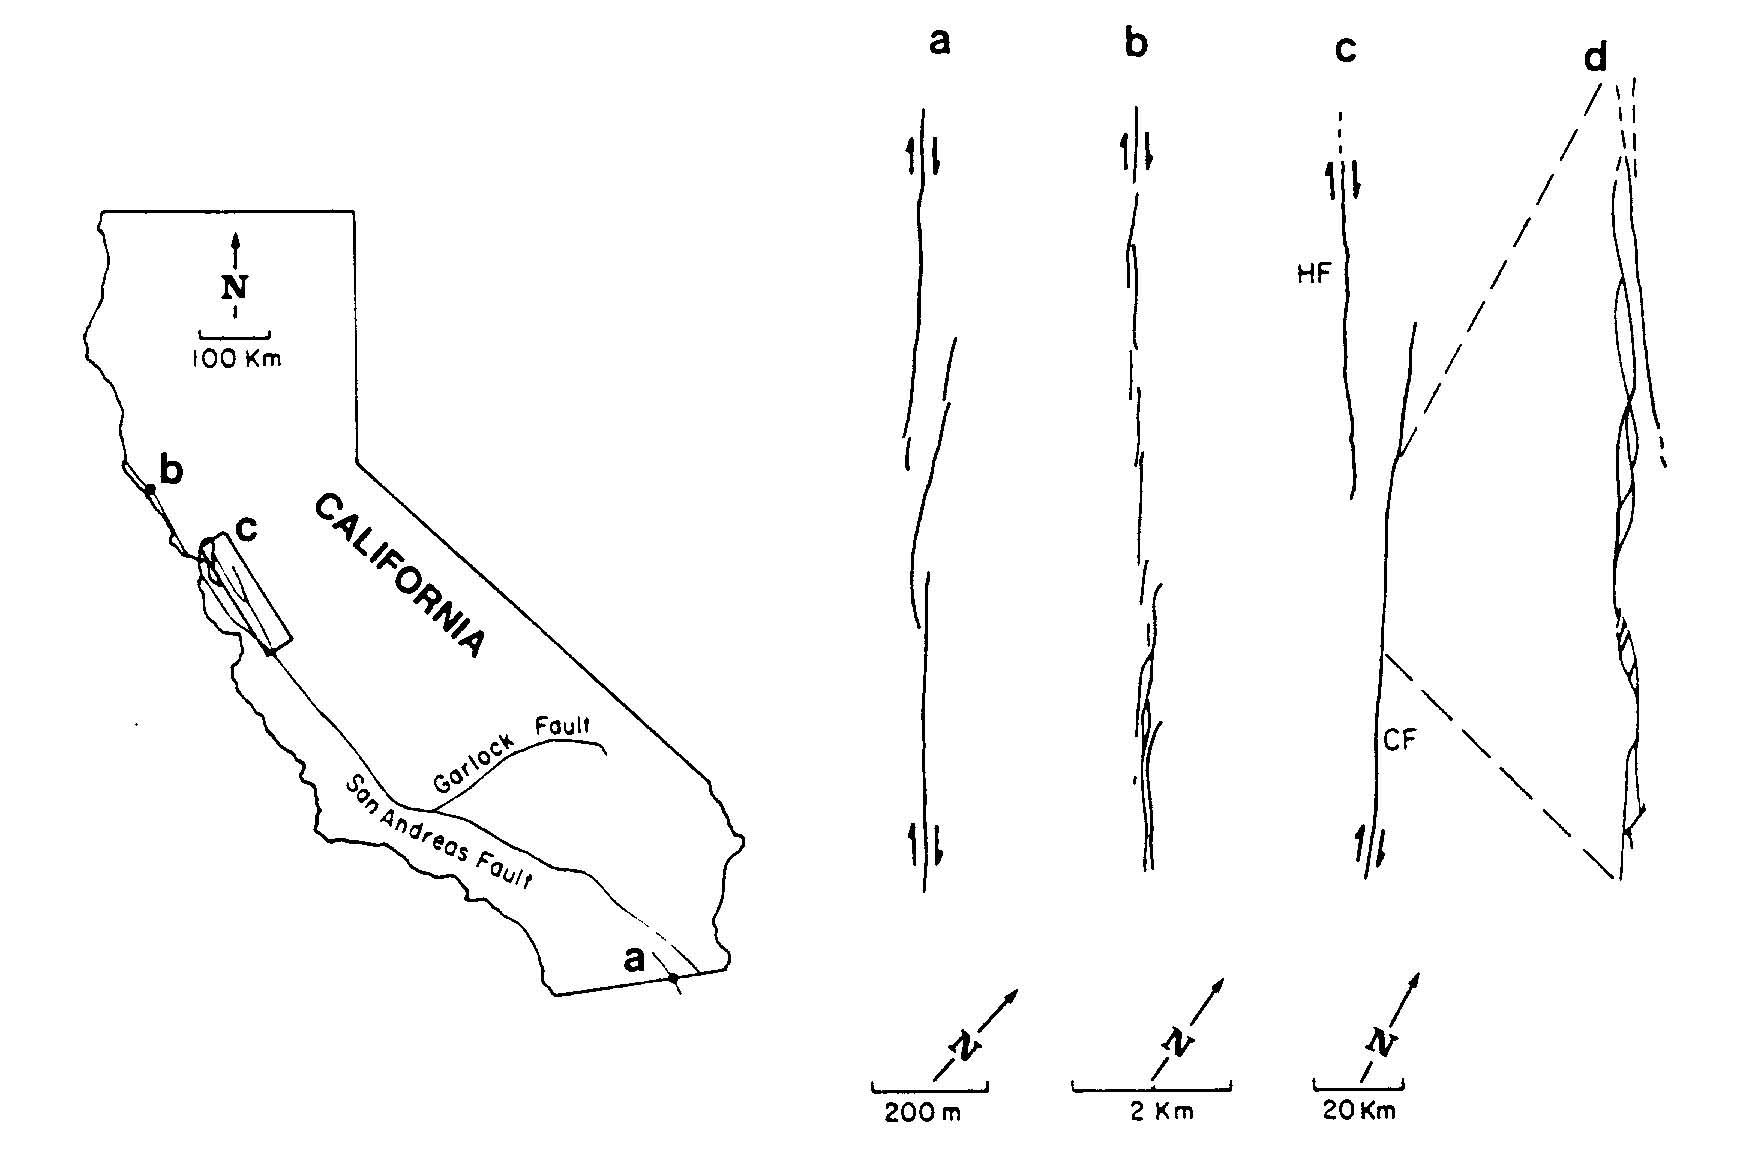 a
b
c
d
N
100 Km
HF
b
c
CALIFORNIA
Garlock Fault
San Andreas Fault
CF
a
N
N
N
200 m
2 Km
20 Km